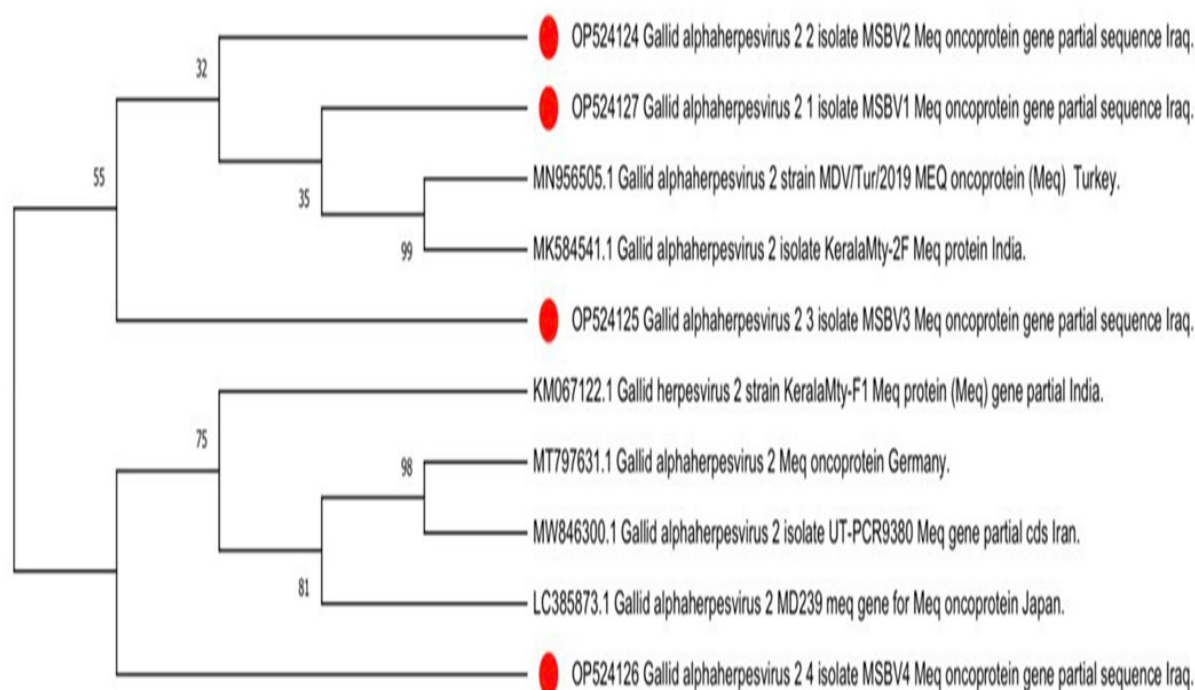 OP524124 Gallid alphaherpesvirus 2 2 isolate MSBV2 Meq oncoprotein gene partial sequence Iraq.
32
OP524127 Gallid alphaherpesvirus 2 1 isolate MSBV1 Meq oncoprotein gene partial sequence Iraq.
55
MN956505.1 Gallid alphaherpesvirus 2 strain MDV/Tur/2019 MEQ oncoprotein (Meq) Turkey.
35
99
MK584541.1 Gallid alphaherpesvirus 2 isolate KeralaMty-2F Meq protein India.
OP524125 Gallid alphaherpesvirus 2 3 isolate MSBV3 Meq oncoprotein gene partial sequence Iraq.
KM067122.1 Gallid herpesvirus 2 strain KeralaMty-F1 Meq protein (Meq) gene partial India.
75
98
MT797631.1 Gallid alphaherpesvirus 2 Meq oncoprotein Germany.
MW846300.1 Gallid alphaherpesvirus 2 isolate UT-PCR9380 Meq gene partial cds Iran.
81
LC385873.1 Gallid alphaherpesvirus 2 MD239 meq gene for Meq oncoprotein Japan.
OP524126 Gallid alphaherpesvirus 2 4 isolate MSBV4 Meq oncoprotein gene partial sequence Iraq.